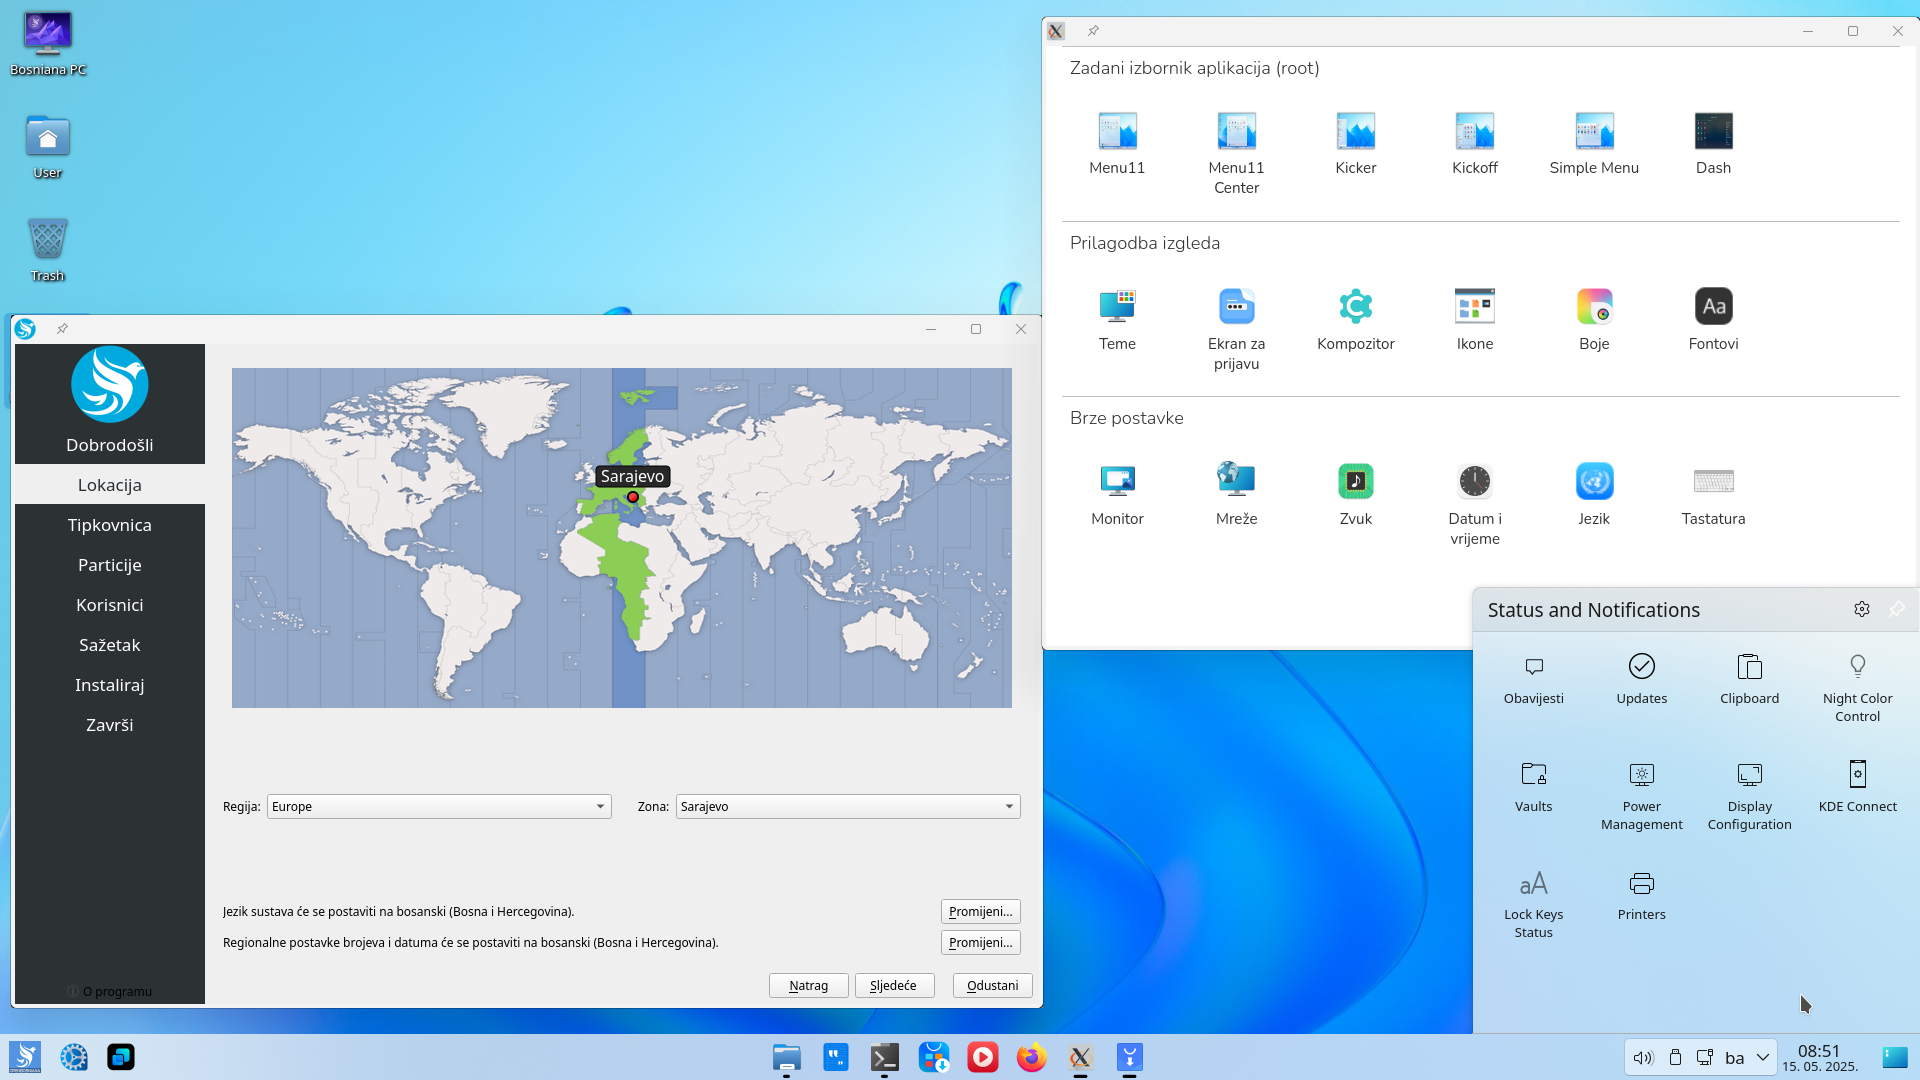 Bosniana PC
User
Trash
Zadani izbornik aplikacija (root)
Menu11
Menu11 Center
Kicker
Kickoff
Simple Menu
Dash
Prilagodba izgleda
Teme
Ekran za prijavu
Kompozitor
Ikone
Boje
Aa
Fontovi
Brze postavke
Monitor
Mreže
Zvuk
Datum i vrijeme
Jezik
Tastatura
Dobrodošli
Lokacija
Tipkovnica
Particije
Korisnici
Sažetak
Instaliraj
Završi
O programu
Sarajevo
Regija: Europe
Zona: Sarajevo
Jezik sustava će se postaviti na bosanski (Bosna i Hercegovina).
Promijeni...
Regionalne postavke brojeva i datuma će se postaviti na bosanski (Bosna i Hercegovina).
Promijeni...
Natrag
Sljedeće
Odustani
Status and Notifications
Obavijesti
Updates
Clipboard
Night Color Control
Vaults
Power Management
Display Configuration
KDE Connect
aA
Lock Keys Status
Printers
ba
08:51
15. 05. 2025.